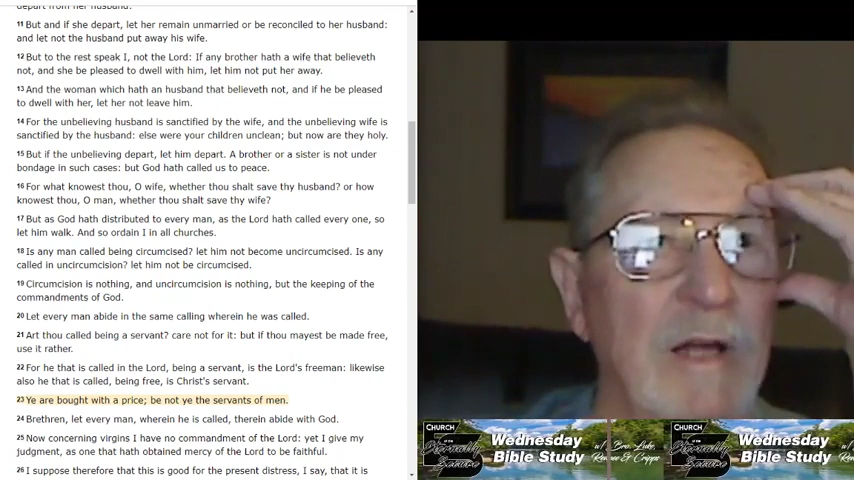 depart from her husband:
11 But and if she depart, let her remain unmarried or be reconciled to her husband:
and let not the husband put away his wife.
12 But to the rest speak I, not the Lord: If any brother hath a wife that believeth
not, and she be pleased to dwell with him, let him not put her away.
13 And the woman which hath an husband that believeth not, and if he be pleased
to dwell with her, let her not leave him.
14 For the unbelieving husband is sanctified by the wife, and the unbelieving wife is
sanctified by the husband: else were your children unclean; but now are they holy.
15 But if the unbelieving depart, let him depart. A brother or a sister is not under
bondage in such cases: but God hath called us to peace.
16 For what knowest thou, O wife, whether thou shalt save thy husband? or how
knowest thou, O man, whether thou shalt save thy wife?
17 But as God hath distributed to every man, as the Lord hath called every one, so
let him walk. And so ordain I in all churches.
18 Is any man called being circumcised? let him not become uncircumcised. Is any
called in uncircumcision? let him not be circumcised.
19 Circumcision is nothing, and uncircumcision is nothing, but the keeping of the
commandments of God.
20 Let every man abide in the same calling wherein he was called.
21 Art thou called being a servant? care not for it: but if thou mayest be made free,
use it rather.
22 For he that is called in the Lord, being a servant, is the Lord's freeman: likewise
also he that is called, being free, is Christ's servant.
23 Ye are bought with a price; be not ye the servants of men.
24 Brethren, let every man, wherein he is called, therein abide with God.
25 Now concerning virgins I have no commandment of the Lord: yet I give my
judgment, as one that hath obtained mercy of the Lord to be faithful.
26 I suppose therefore that this is good for the present distress, I say, that it is
CHURCH
of the
Eternally
Secure
Wednesday
Bible Study
w/ Bro. Luke,
Renee & Cripps
CHURCH
of the
Eternally
Secure
Wednesday
Bible Study